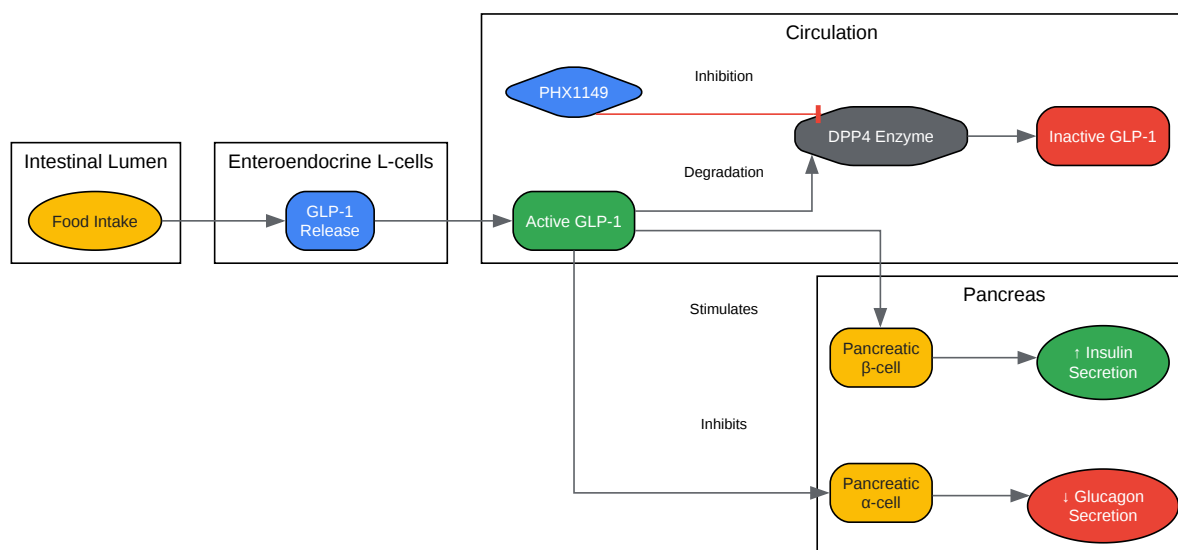 Circulation
PHX1149
Inhibition
DPP4 Enzyme
Inactive GLP-1
Intestinal Lumen
Enteroendocrine L-cells
Degradation
Food Intake
GLP-1
Release
Active GLP-1
Pancreas
Stimulates
Pancreatic
β-cell
↑ Insulin
Secretion
Inhibits
Pancreatic
α-cell
↓ Glucagon
Secretion